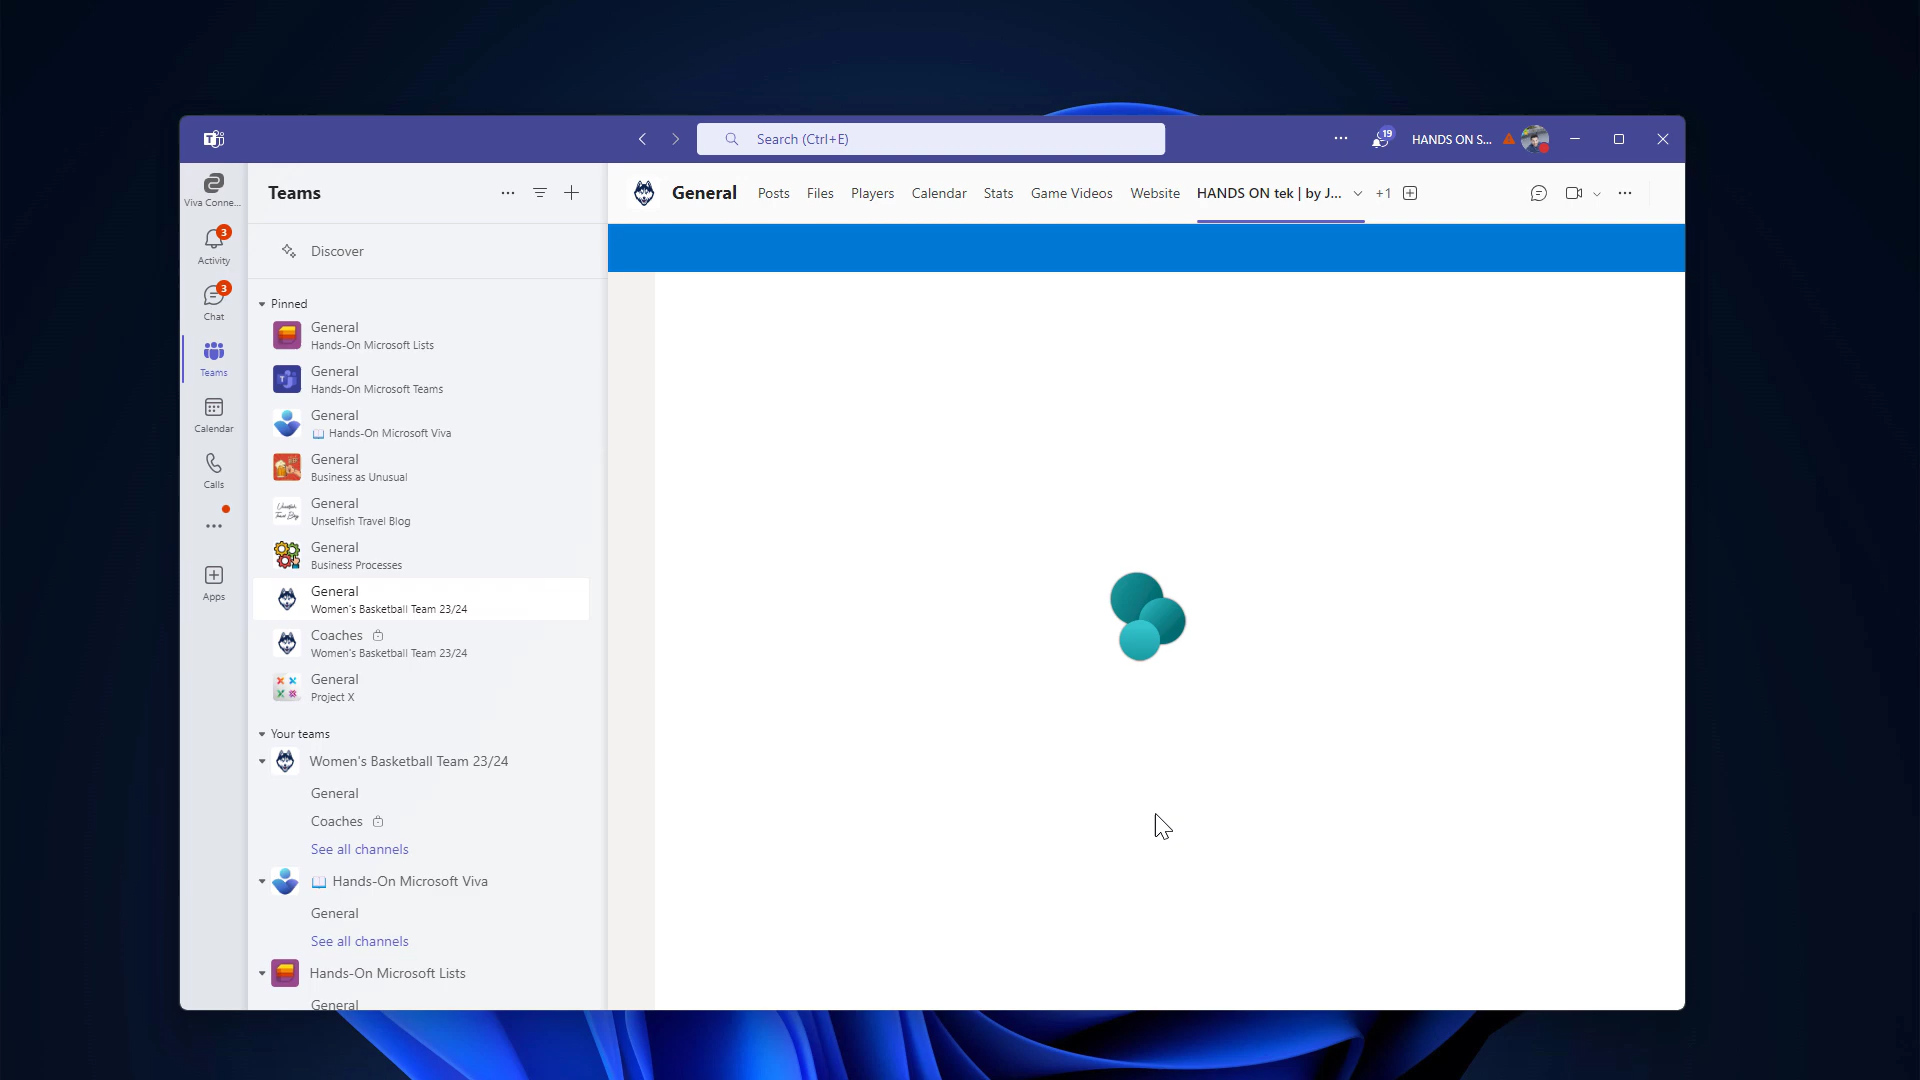 Search (Ctrl+E)
19
HANDS ON S...
Viva Conne...
3
Activity
3
Chat
Teams
Calendar
Calls
Apps
Teams
Discover
Pinned
General
Hands-On Microsoft Lists
General
Hands-On Microsoft Teams
General
Hands-On Microsoft Viva
General
Business as Unusual
General
Unselfish Travel Blog
General
Business Processes
General
Women's Basketball Team 23/24
Coaches
Women's Basketball Team 23/24
General
Project X
Your teams
Women's Basketball Team 23/24
General
Coaches
See all channels
Hands-On Microsoft Viva
General
See all channels
Hands-On Microsoft Lists
General
General Posts Files Players Calendar Stats Game Videos Website HANDS ON tek | by J... +1